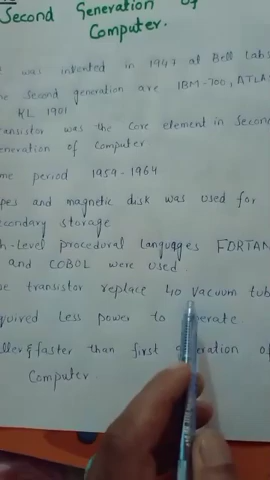 Second Generation of
Computer.
was invented in 1947 at Bell Labs
Second generation are IBM-700, ATLA
1901
ransistor was the core element in Second
eneration of Computer
me period 1959-1964
pes and magnetic disk was used for
econdary storage
h-level procedural languages FORTAN
and COBOL were used
transistor replace 40 vacuum tub
quired less power to operate
ller & faster than first generation of
Computer.